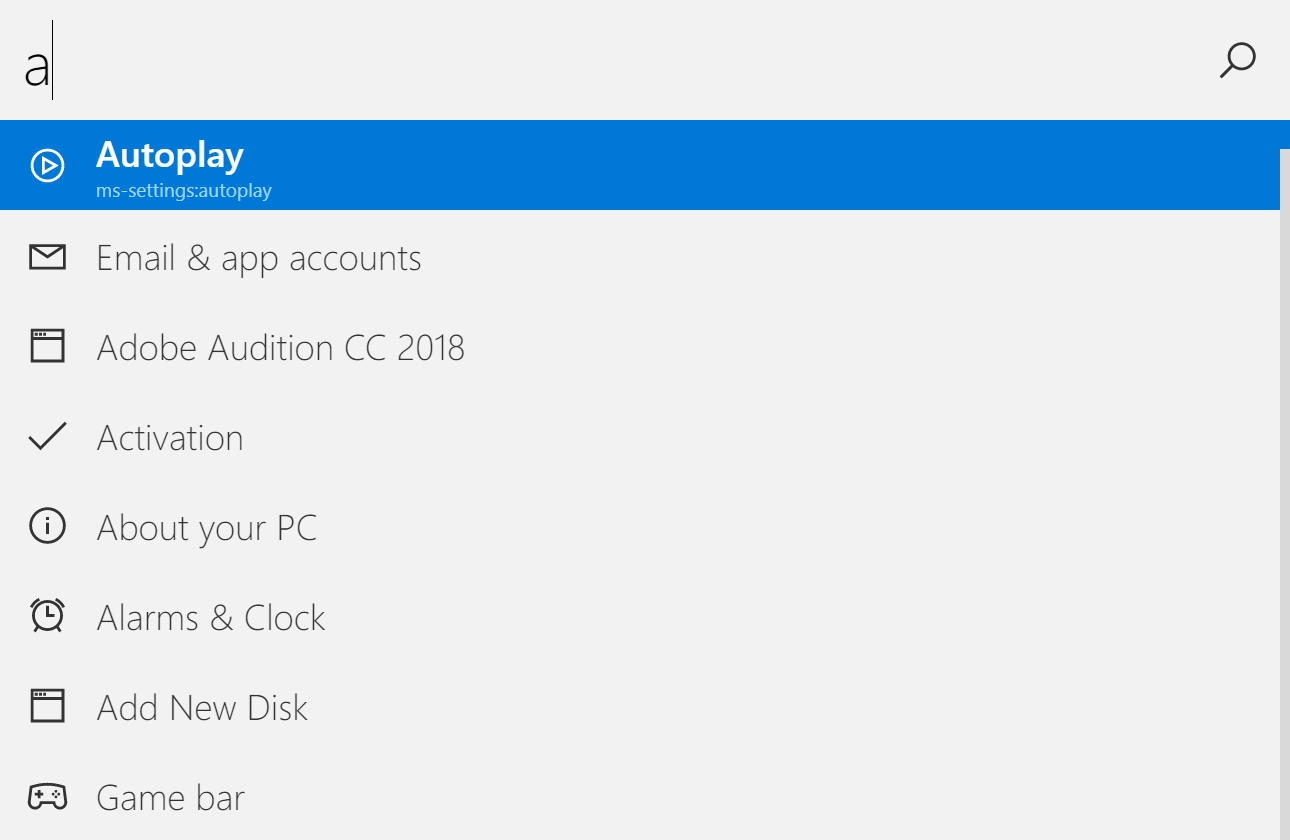 a
Autoplay
ms-settings:autoplay
Email & app accounts
Adobe Audition CC 2018
Activation
About your PC
Alarms & Clock
Add New Disk
Game bar